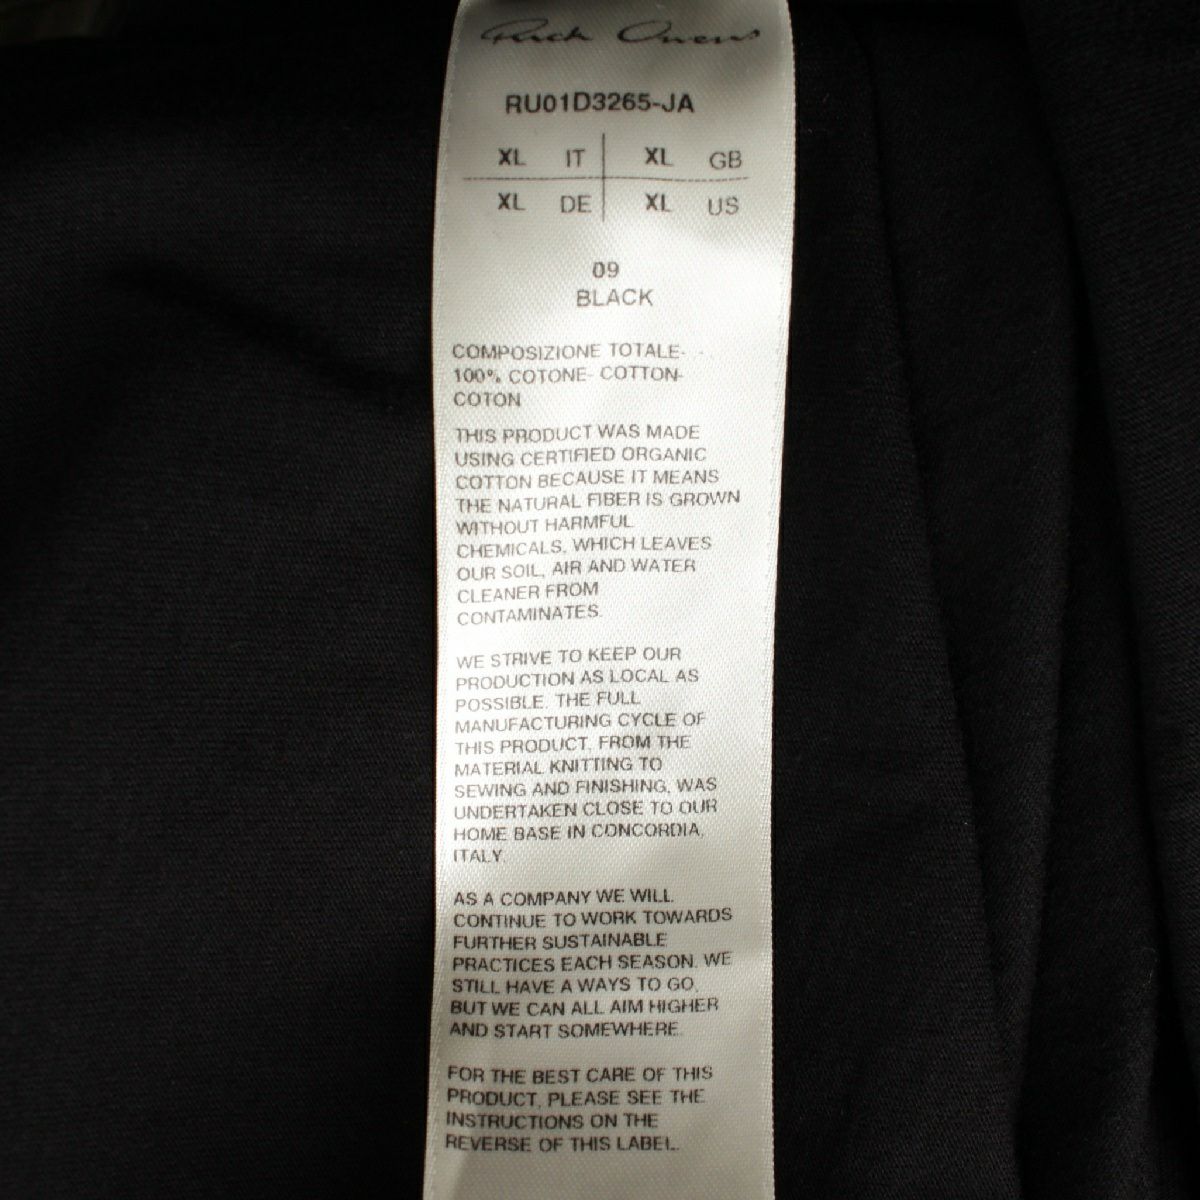 Rick Owens
RU01D3265-JA
XL IT XL GB
XL DE XL US
09
BLACK
COMPOSIZIONE TOTALE-
100% COTONE- COTTON-
COTON
THIS PRODUCT WAS MADE
USING CERTIFIED ORGANIC
COTTON BECAUSE IT MEANS
THE NATURAL FIBER IS GROWN
WITHOUT HARMFUL
CHEMICALS, WHICH LEAVES
OUR SOIL, AIR AND WATER
CLEANER FROM
CONTAMINATES.
WE STRIVE TO KEEP OUR
PRODUCTION AS LOCAL AS
POSSIBLE. THE FULL
MANUFACTURING CYCLE OF
THIS PRODUCT, FROM THE
MATERIAL KNITTING TO
SEWING AND FINISHING, WAS
UNDERTAKEN CLOSE TO OUR
HOME BASE IN CONCORDIA,
ITALY.
AS A COMPANY WE WILL
CONTINUE TO WORK TOWARDS
FURTHER SUSTAINABLE
PRACTICES EACH SEASON. WE
STILL HAVE A WAYS TO GO,
BUT WE CAN ALL AIM HIGHER
AND START SOMEWHERE.
FOR THE BEST CARE OF THIS
PRODUCT, PLEASE SEE THE
INSTRUCTIONS ON THE
REVERSE OF THIS LABEL.